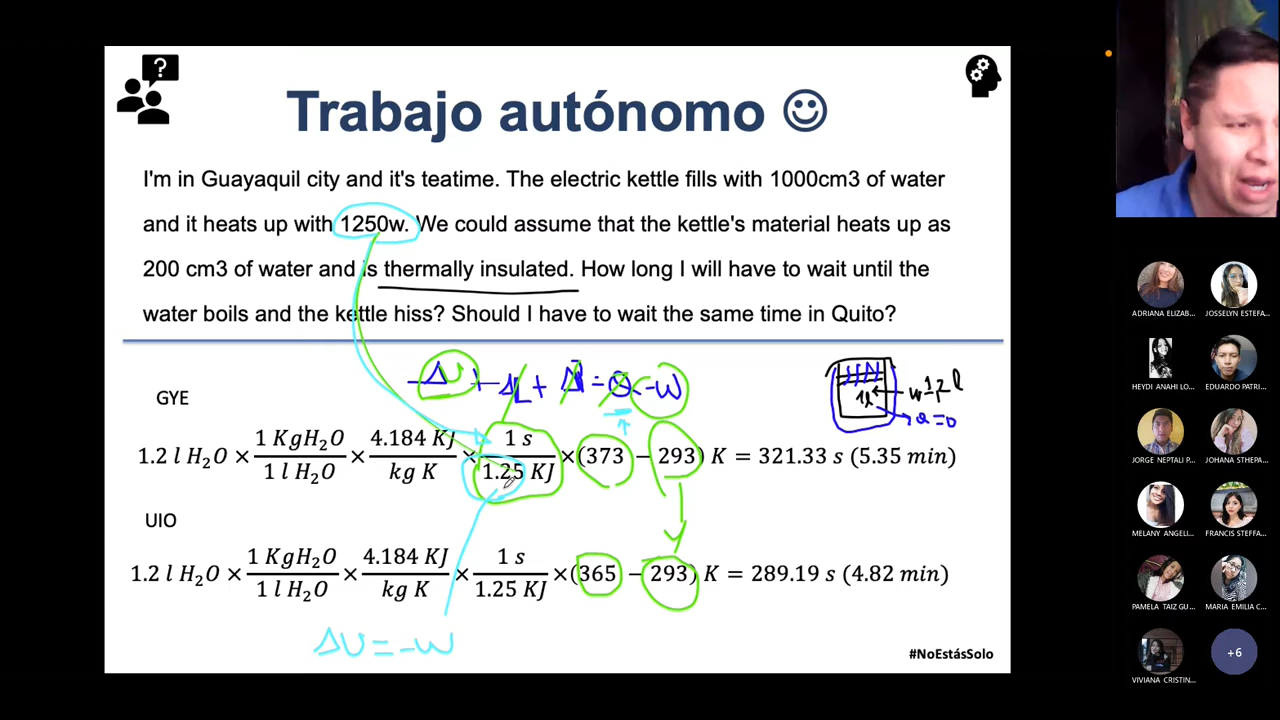 ?
Trabajo autónomo ☺
I'm in Guayaquil city and it's teatime. The electric kettle fills with 1000cm3 of water
and it heats up with 1250w. We could assume that the kettle's material heats up as
200 cm3 of water and is thermally insulated. How long I will have to wait until the
water boils and the kettle hiss? Should I have to wait the same time in Quito?
GYE
1.2 l H₂O × 1 KgH₂O / 1 l H₂O × 4.184 KJ / kg K × 1 s / 1.25 KJ × (373 − 293) K = 321.33 s (5.35 min)
UIO
1.2 l H₂O × 1 KgH₂O / 1 l H₂O × 4.184 KJ / kg K × 1 s / 1.25 KJ × (365 − 293) K = 289.19 s (4.82 min)
ΔU = -W
#NoEstásSolo
ADRIANA ELIZAB...
JOSSELYN ESTEFA...
HEYDI ANAHI LO...
EDUARDO PATRI...
JORGE NEPTALI P...
JOHANA STHEPA...
MELANY ANGELI...
FRANCIS STEFFA...
PAMELA TAIZ GU...
MARIA EMILIA C...
VIVIANA CRISTIN...
+6